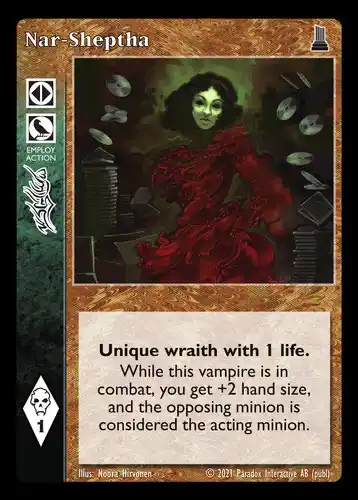 Nar-Sheptha
EMPLOY
ACTION
Unique wraith with 1 life.
While this vampire is in
combat, you get +2 hand size,
and the opposing minion is
considered the acting minion.
1
Illus: Noora Hirvonen © 2021 Paradox Interactive AB (publ)